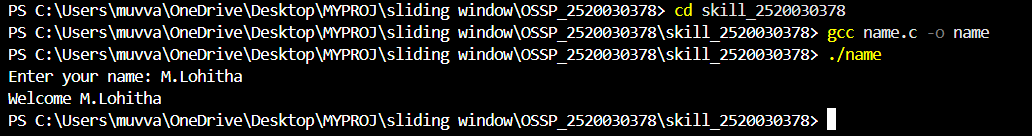 PS C:\Users\muvva\OneDrive\Desktop\MYPROJ\sliding window\OSSP_2520030378> cd skill_2520030378
PS C:\Users\muvva\OneDrive\Desktop\MYPROJ\sliding window\OSSP_2520030378\skill_2520030378> gcc name.c -o name
PS C:\Users\muvva\OneDrive\Desktop\MYPROJ\sliding window\OSSP_2520030378\skill_2520030378> ./name
Enter your name: M.Lohitha
Welcome M.Lohitha
PS C:\Users\muvva\OneDrive\Desktop\MYPROJ\sliding window\OSSP_2520030378\skill_2520030378>